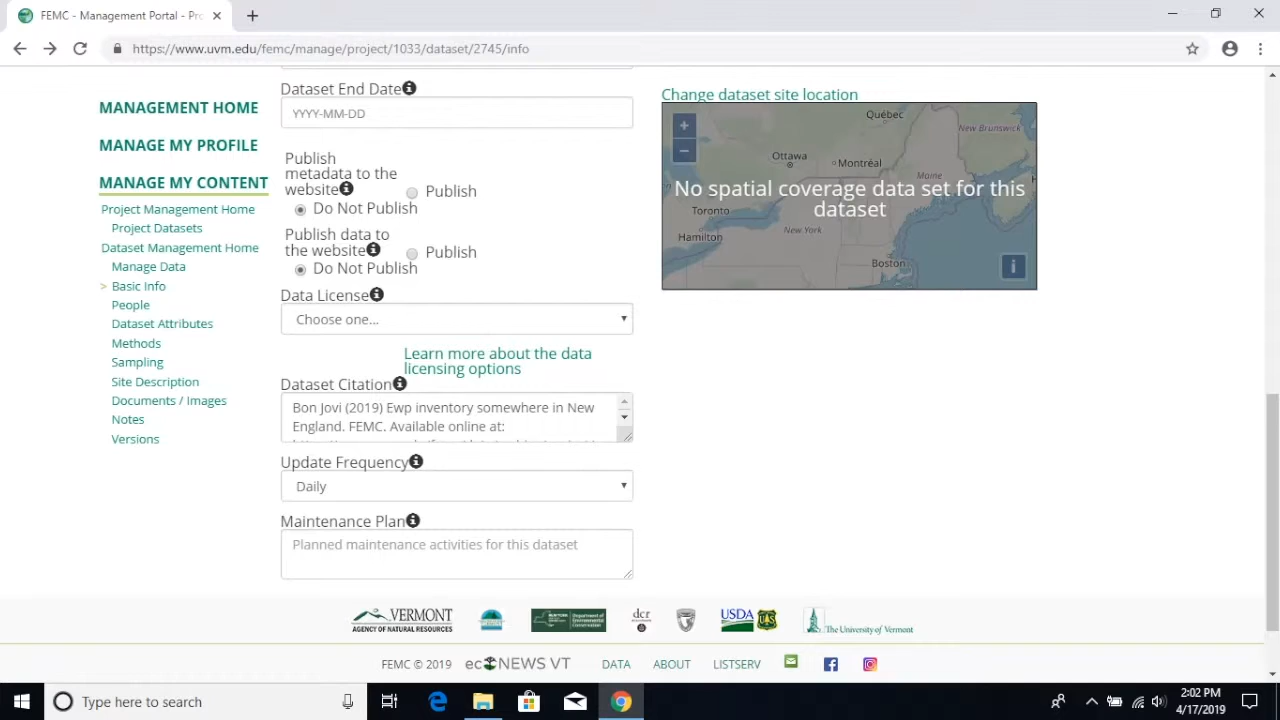 FEMC - Management Portal - Pr
https://www.uvm.edu/femc/manage/project/1033/dataset/2745/info
MANAGEMENT HOME
MANAGE MY PROFILE
MANAGE MY CONTENT
Project Management Home
Project Datasets
Dataset Management Home
Manage Data
> Basic Info
People
Dataset Attributes
Methods
Sampling
Site Description
Documents / Images
Notes
Versions
Dataset End Date
YYYY-MM-DD
Publish
metadata to the
website
Publish
Do Not Publish
Publish data to
the website
Publish
Do Not Publish
Data License
Choose one...
Learn more about the data
licensing options
Dataset Citation
Bon Jovi (2019) Ewp inventory somewhere in New
England. FEMC. Available online at:
Update Frequency
Daily
Maintenance Plan
Planned maintenance activities for this dataset
Change dataset site location
Québec
New Brunswick
Ottawa
Montréal
Maine
No spatial coverage data set for this
dataset
Toronto
New York
Hamilton
Boston
VERMONT
AGENCY OF NATURAL RESOURCES
Department of
Environmental
Conservation
dcr
USDA
The University of Vermont
FEMC © 2019
ecoNEWS VT
DATA
ABOUT
LISTSERV
Type here to search
2:02 PM
4/17/2019